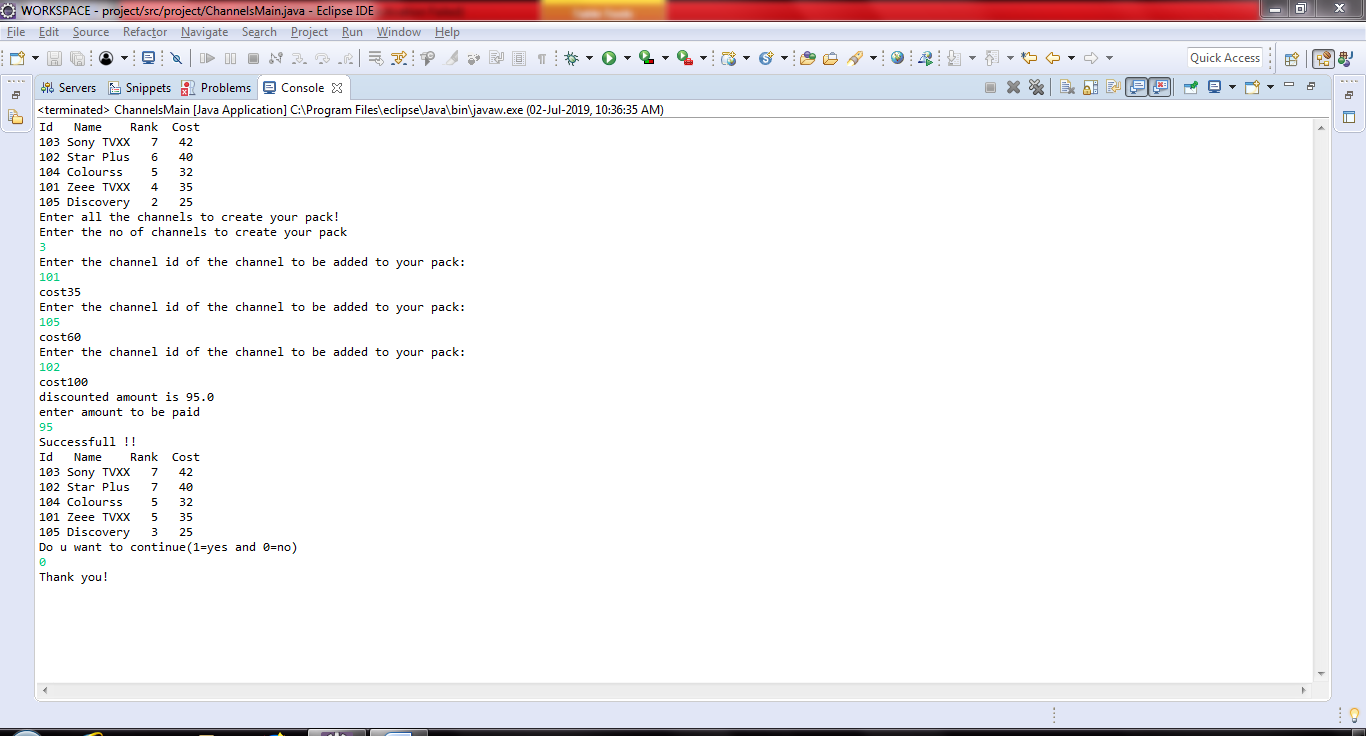 WORKSPACE - project/src/project/ChannelsMain.java - Eclipse IDE
File Edit Source Refactor Navigate Search Project Run Window Help
Quick Access
Servers Snippets Problems Console
<terminated> ChannelsMain [Java Application] C:\Program Files\eclipse\Java\bin\javaw.exe (02-Jul-2019, 10:36:35 AM)
Id   Name    Rank  Cost
103 Sony TVXX   7   42
102 Star Plus   6   40
104 Colourss    5   32
101 Zeee TVXX   4   35
105 Discovery   2   25
Enter all the channels to create your pack!
Enter the no of channels to create your pack
3
Enter the channel id of the channel to be added to your pack:
101
cost35
Enter the channel id of the channel to be added to your pack:
105
cost60
Enter the channel id of the channel to be added to your pack:
102
cost100
discounted amount is 95.0
enter amount to be paid
95
Successfull !!
Id   Name    Rank  Cost
103 Sony TVXX   7   42
102 Star Plus   7   40
104 Colourss    5   32
101 Zeee TVXX   5   35
105 Discovery   3   25
Do u want to continue(1=yes and 0=no)
0
Thank you!